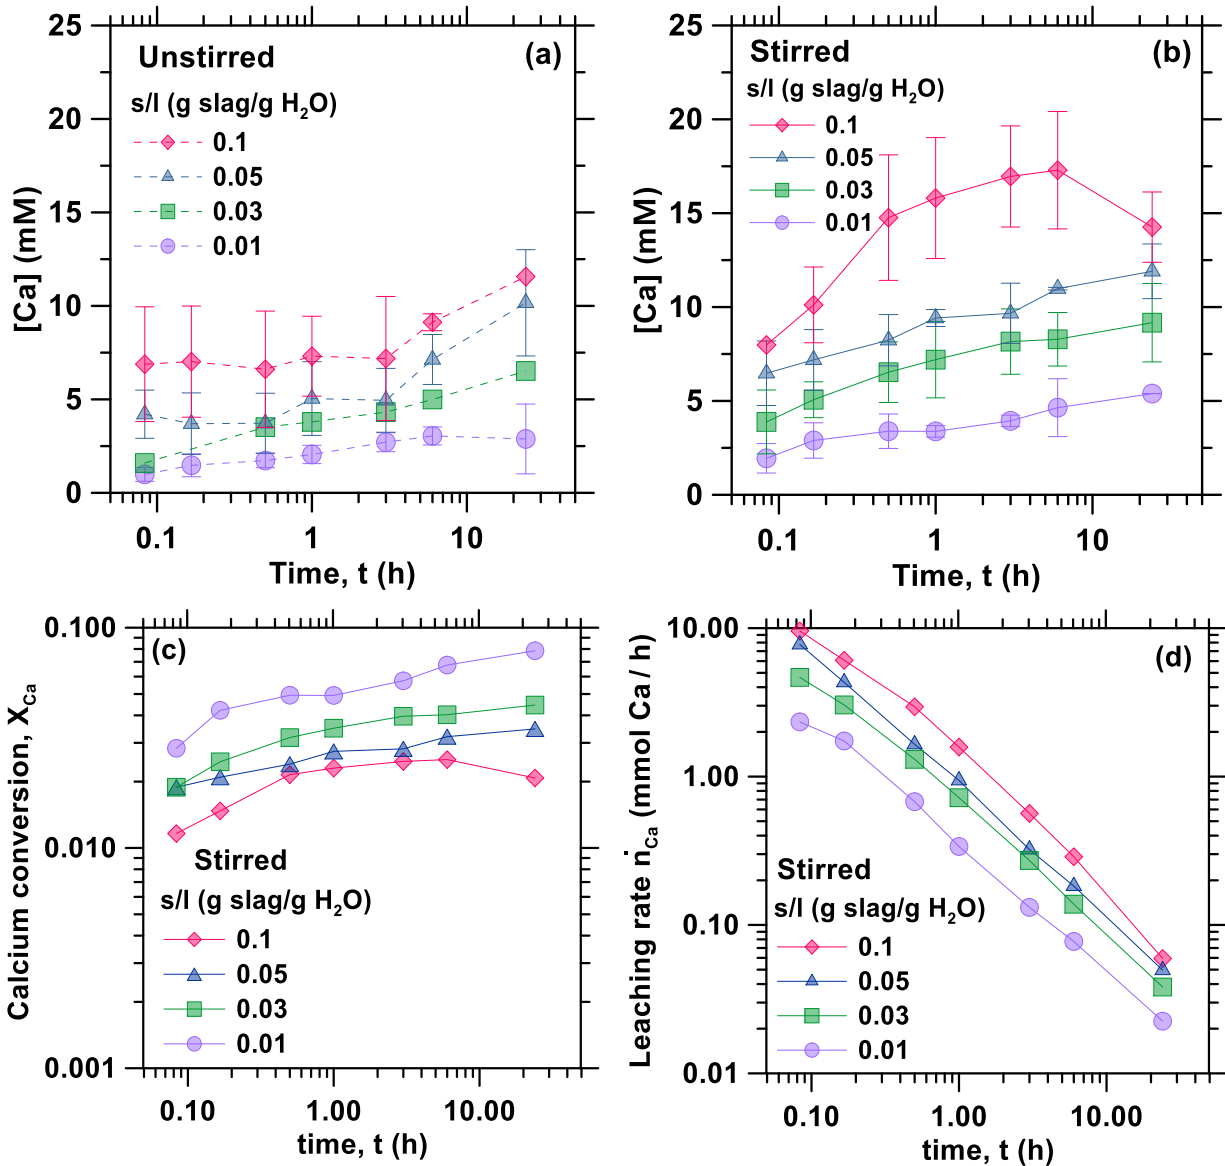 Unstirred
(a)
s/l (g slag/g H2O)
0.1
0.05
0.03
0.01
25
20
15
10
5
0
[Ca] (mM)
0.1
1
10
Time, t (h)
Stirred
(b)
s/l (g slag/g H2O)
0.1
0.05
0.03
0.01
25
20
15
10
5
0
[Ca] (mM)
0.1
1
10
Time, t (h)
(c)
0.100
0.010
0.001
Calcium conversion, XCa
Stirred
s/l (g slag/g H2O)
0.1
0.05
0.03
0.01
0.10
1.00
10.00
time, t (h)
(d)
10.00
1.00
0.10
0.01
Leaching rate ṅCa (mmol Ca / h)
Stirred
s/l (g slag/g H2O)
0.1
0.05
0.03
0.01
0.10
1.00
10.00
time, t (h)